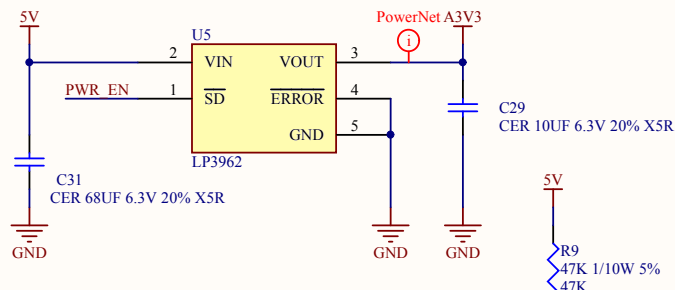 5V
U5
PowerNet
A3V3
i
2
VIN
VOUT
3
PWR_EN
1
SD
ERROR
4
GND
5
LP3962
C29
CER 10UF 6.3V 20% X5R
C31
CER 68UF 6.3V 20% X5R
5V
GND
GND
GND
R9
47K 1/10W 5%
47K